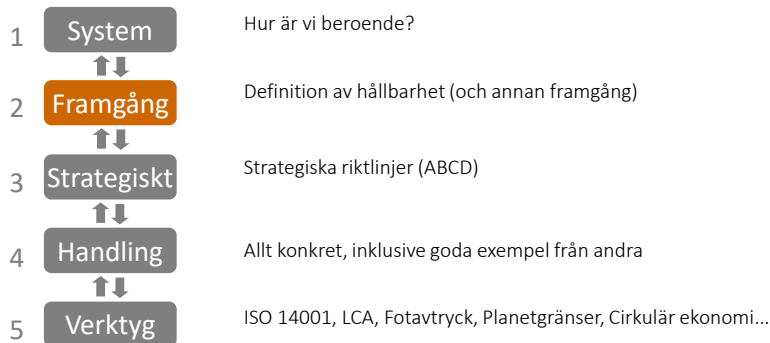 1 System Hur är vi beroende?
2 Framgång Definition av hållbarhet (och annan framgång)
3 Strategiskt Strategiska riktlinjer (ABCD)
4 Handling Allt konkret, inklusive goda exempel från andra
5 Verktyg ISO 14001, LCA, Fotavtryck, Planetgränser, Cirkulär ekonomi...